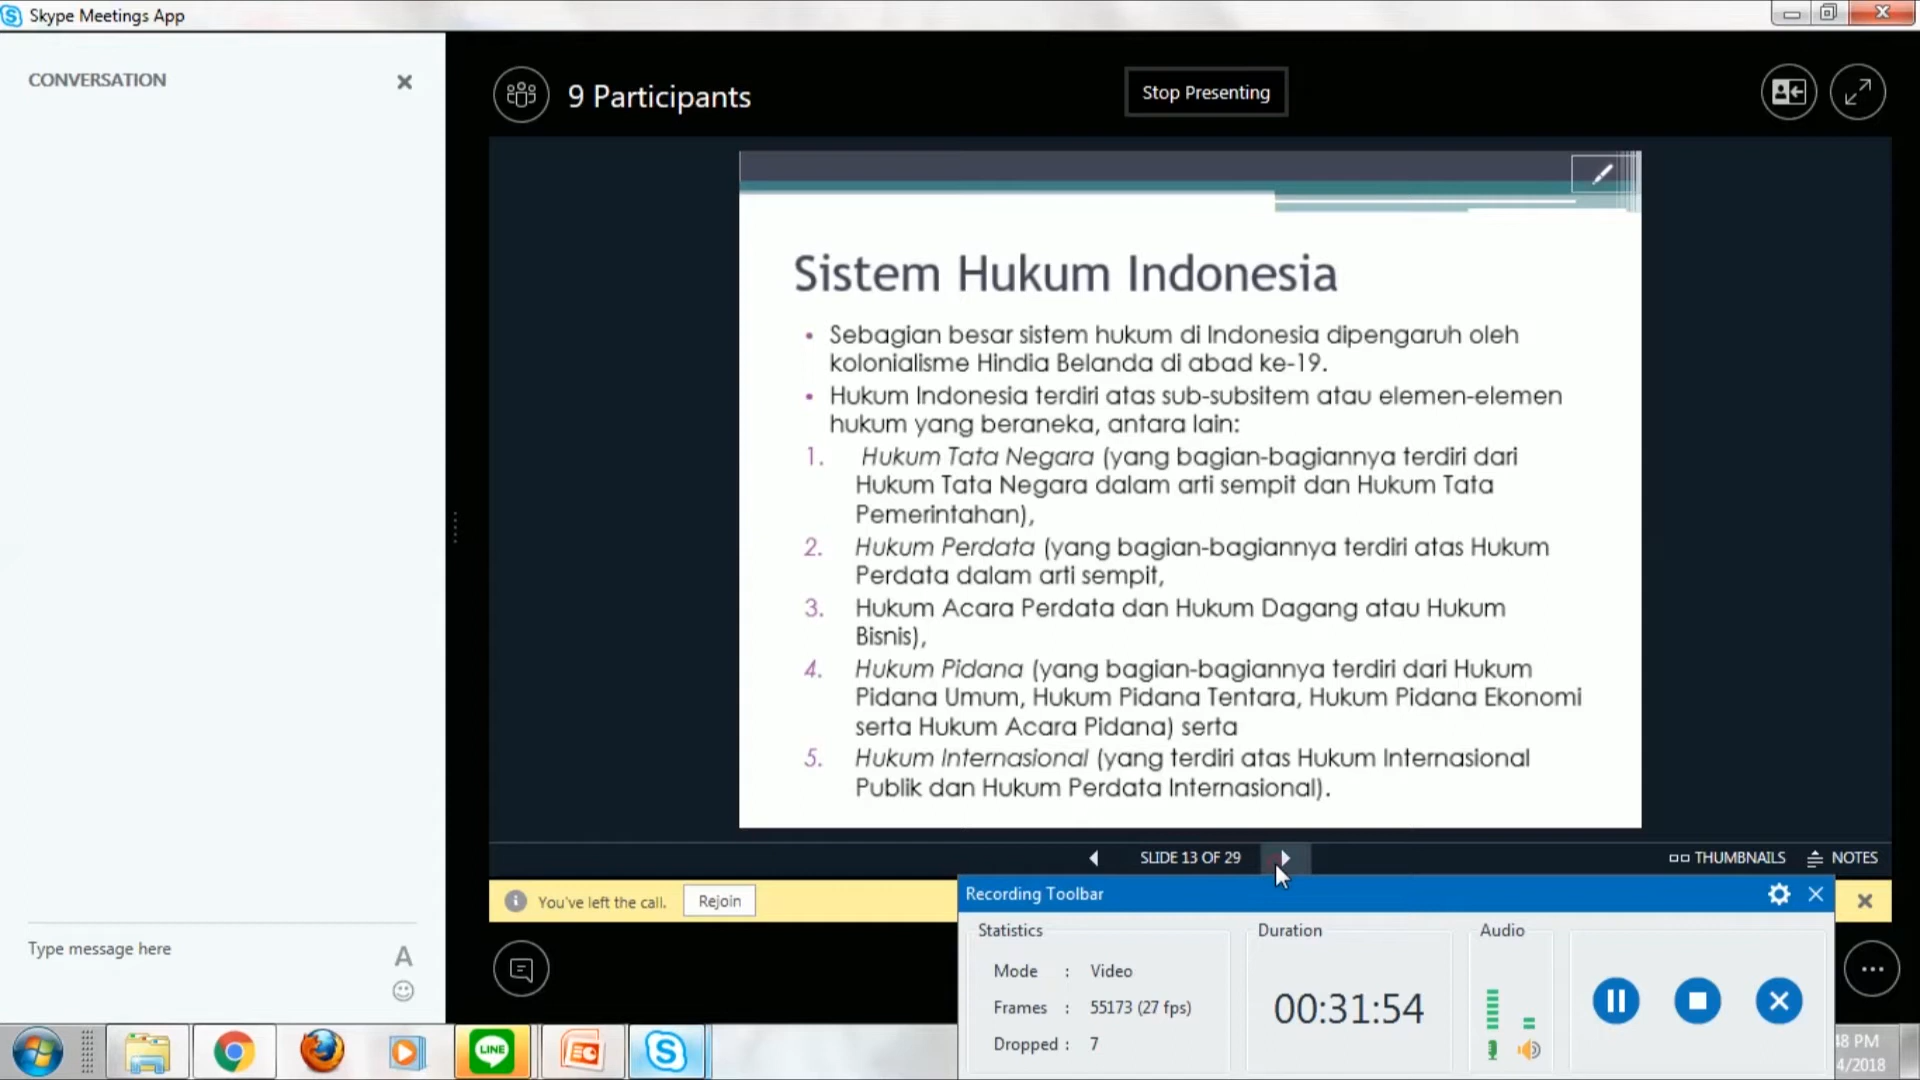 Skype Meetings App
CONVERSATION
9 Participants
Stop Presenting
Sistem Hukum Indonesia
• Sebagian besar sistem hukum di Indonesia dipengaruh oleh
kolonialisme Hindia Belanda di abad ke-19.
• Hukum Indonesia terdiri atas sub-subsitem atau elemen-elemen
hukum yang beraneka, antara lain:
1. Hukum Tata Negara (yang bagian-bagiannya terdiri dari
Hukum Tata Negara dalam arti sempit dan Hukum Tata
Pemerintahan),
2. Hukum Perdata (yang bagian-bagiannya terdiri atas Hukum
Perdata dalam arti sempit,
3. Hukum Acara Perdata dan Hukum Dagang atau Hukum
Bisnis),
4. Hukum Pidana (yang bagian-bagiannya terdiri dari Hukum
Pidana Umum, Hukum Pidana Tentara, Hukum Pidana Ekonomi
serta Hukum Acara Pidana) serta
5. Hukum Internasional (yang terdiri atas Hukum Internasional
Publik dan Hukum Perdata Internasional).
SLIDE 13 OF 29
THUMBNAILS
NOTES
You've left the call.
Rejoin
Recording Toolbar
Statistics
Mode : Video
Frames : 55173 (27 fps)
Dropped : 7
Duration
00:31:54
Audio
Type message here
A
LINE
48 PM
4/2018